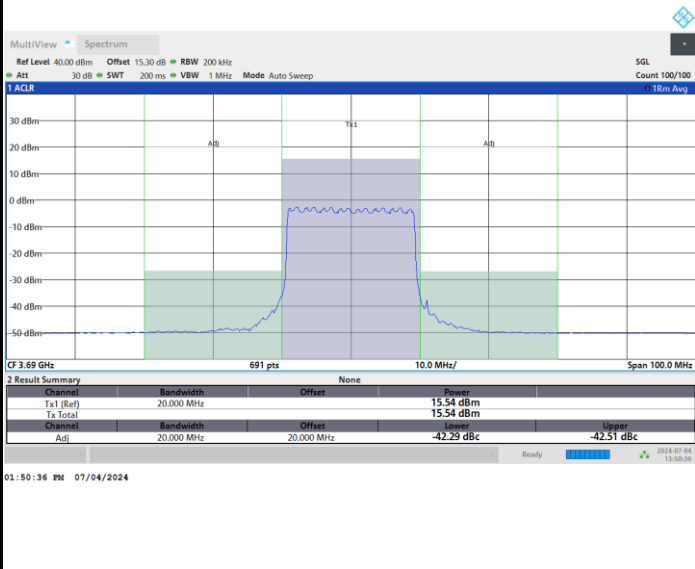 MultiView Spectrum
Ref Level 40.00 dBm Offset 15.30 dB RBW 200 kHz SGL
Att 30 dB SWT 200 ms VBW 1 MHz Mode Auto Sweep Count 100/100
1 ACLR 1Rm Avg
Tx1
Adj Adj
30 dBm
20 dBm
10 dBm
0 dBm
-10 dBm
-20 dBm
-30 dBm
-40 dBm
-50 dBm
CF 3.69 GHz 691 pts 10.0 MHz/ Span 100.0 MHz
2 Result Summary None
Channel Bandwidth Offset Power
Tx1 (Ref) 20.000 MHz 15.54 dBm
Tx Total 15.54 dBm
Channel Bandwidth Offset Lower Upper
Adj 20.000 MHz 20.000 MHz -42.29 dBc -42.51 dBc
Ready 2024-07-04
13:50:36
01:50:36 PM 07/04/2024